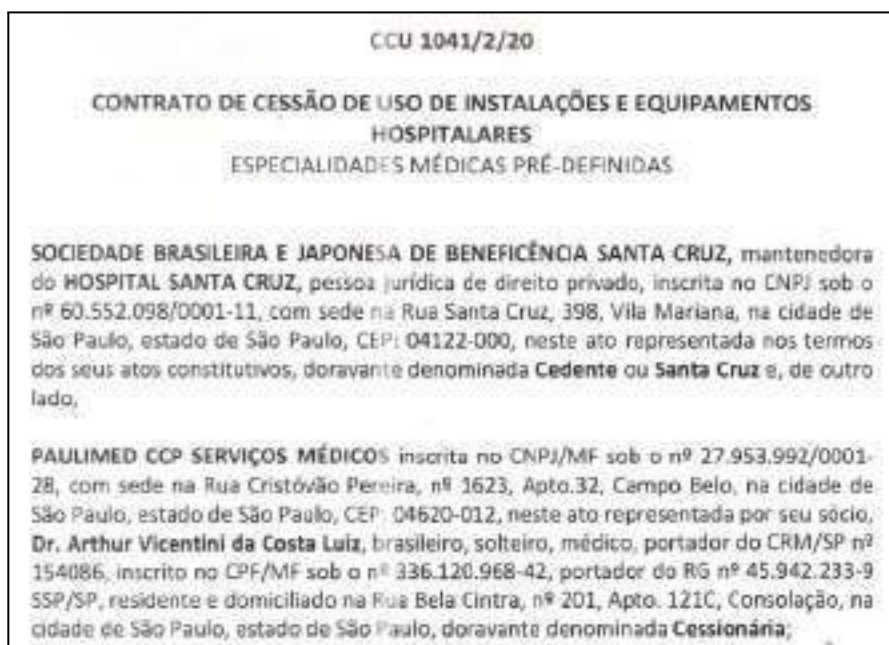 CCU 1041/2/20
CONTRATO DE CESSÃO DE USO DE INSTALAÇÕES E EQUIPAMENTOS
HOSPITALARES
ESPECIALIDADES MÉDICAS PRÉ-DEFINIDAS
SOCIEDADE BRASILEIRA E JAPONESA DE BENEFICÊNCIA SANTA CRUZ, mantenedora
do HOSPITAL SANTA CRUZ, pessoa jurídica de direito privado, inscrita no CNPJ sob o
nº 60.552.098/0001-11, com sede na Rua Santa Cruz, 398, Vila Mariana, na cidade de
São Paulo, estado de São Paulo, CEP: 04122-000, neste ato representada nos termos
dos seus atos constitutivos, doravante denominada Cedente ou Santa Cruz e, de outro
lado,
PAULIMED CCP SERVIÇOS MÉDICOS inscrita no CNPJ/MF sob o nº 27.953.992/0001-
28, com sede na Rua Cristóvão Pereira, nº 1623, Apto.32, Campo Belo, na cidade de
São Paulo, estado de São Paulo, CEP: 04620-012, neste ato representada por seu sócio,
Dr. Arthur Vicentini da Costa Luiz, brasileiro, solteiro, médico, portador do CRM/SP nº
154086, inscrito no CPF/MF sob o nº 336.120.968-42, portador do RG nº 45.942.233-9
SSP/SP, residente e domiciliado na Rua Bela Cintra, nº 201, Apto. 121C, Consolação, na
cidade de São Paulo, estado de São Paulo, doravante denominada Cessionária;